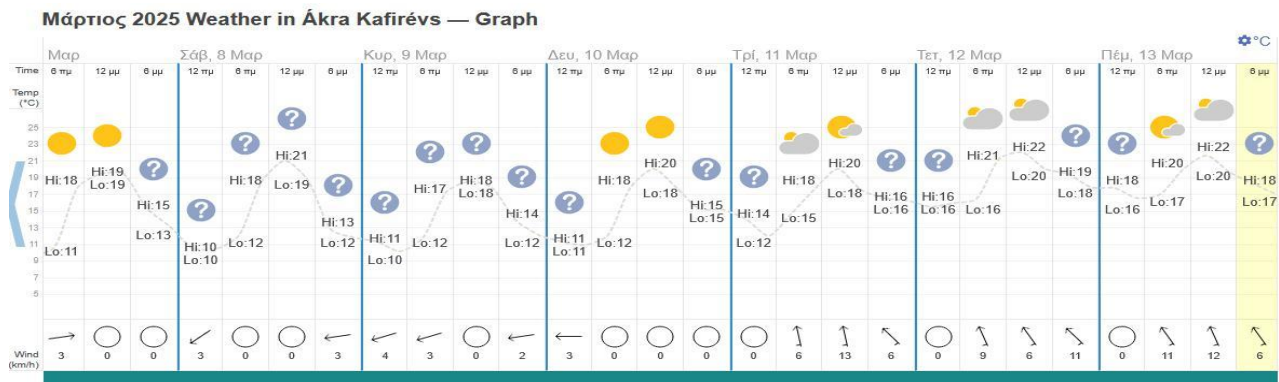 Μάρτιος 2025 Weather in Ákra Kafirévs — Graph
°C
Μαρ Σάβ, 8 Μαρ Κυρ, 9 Μαρ Δευ, 10 Μαρ Τρί, 11 Μαρ Τετ, 12 Μαρ Πέμ, 13 Μαρ
Time 6 πμ 12 μμ 6 μμ 12 πμ 6 πμ 12 μμ 6 μμ 12 πμ 6 πμ 12 μμ 6 μμ 12 πμ 6 πμ 12 μμ 6 μμ 12 πμ 6 πμ 12 μμ 6 μμ 12 πμ 6 πμ 12 μμ 6 μμ 12 πμ 6 πμ 12 μμ 6 μμ
Temp
(°C)
25
23
21
19
17
15
13
11
9
7
5
Hi:18 Hi:19 Hi:15 Hi:10 Hi:18 Hi:21 Hi:13 Hi:11 Hi:17 Hi:18 Hi:14 Hi:11 Hi:18 Hi:20 Hi:15 Hi:14 Hi:18 Hi:20 Hi:16 Hi:16 Hi:21 Hi:22 Hi:19 Hi:18 Hi:20 Hi:22 Hi:18
Lo:11 Lo:19 Lo:13 Lo:10 Lo:12 Lo:19 Lo:12 Lo:10 Lo:12 Lo:18 Lo:12 Lo:11 Lo:12 Lo:18 Lo:15 Lo:12 Lo:15 Lo:18 Lo:16 Lo:16 Lo:16 Lo:20 Lo:18 Lo:16 Lo:17 Lo:20 Lo:17
Wind
(km/h)
3 0 0 3 0 0 3 4 3 0 2 3 0 0 0 0 6 13 6 0 9 6 11 0 11 12 6